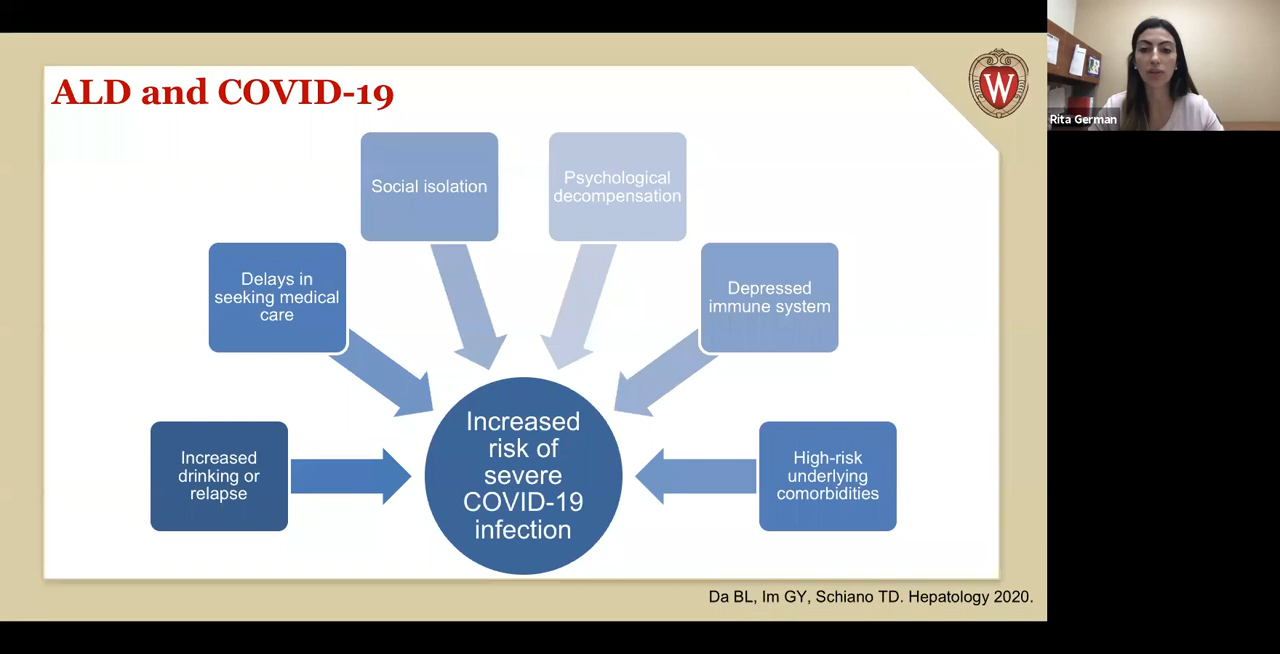 ALD and COVID-19
W
Rita German
Social isolation
Psychological
decompensation
Delays in
seeking medical
care
Depressed
immune system
Increased
drinking or
relapse
Increased
risk of
severe
COVID-19
infection
High-risk
underlying
comorbidities
Da BL, Im GY, Schiano TD. Hepatology 2020.